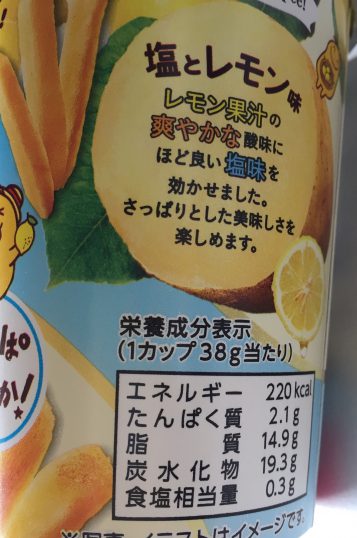 塩とレモン味
レモン果汁の
爽やかな酸味に
ほど良い塩味を
効かせました。
さっぱりとした美味しさを
楽しめます。
栄養成分表示
(1カップ38g当たり)
エネルギー 220kcal
たんぱく質 2.1g
脂質 14.9g
炭水化物 19.3g
食塩相当量 0.3g
イラストはイメージです。